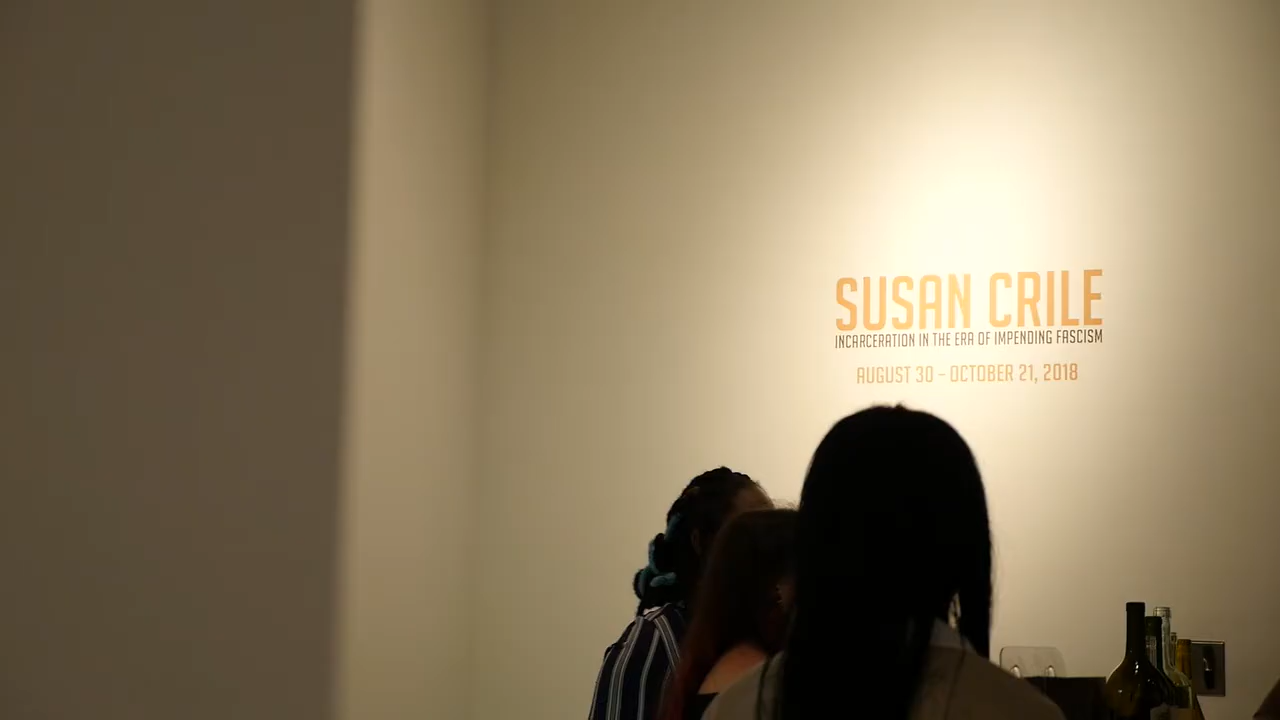 SUSAN CRILE
INCARCERATION IN THE ERA OF IMPENDING FASCISM
AUGUST 30 – OCTOBER 21, 2018